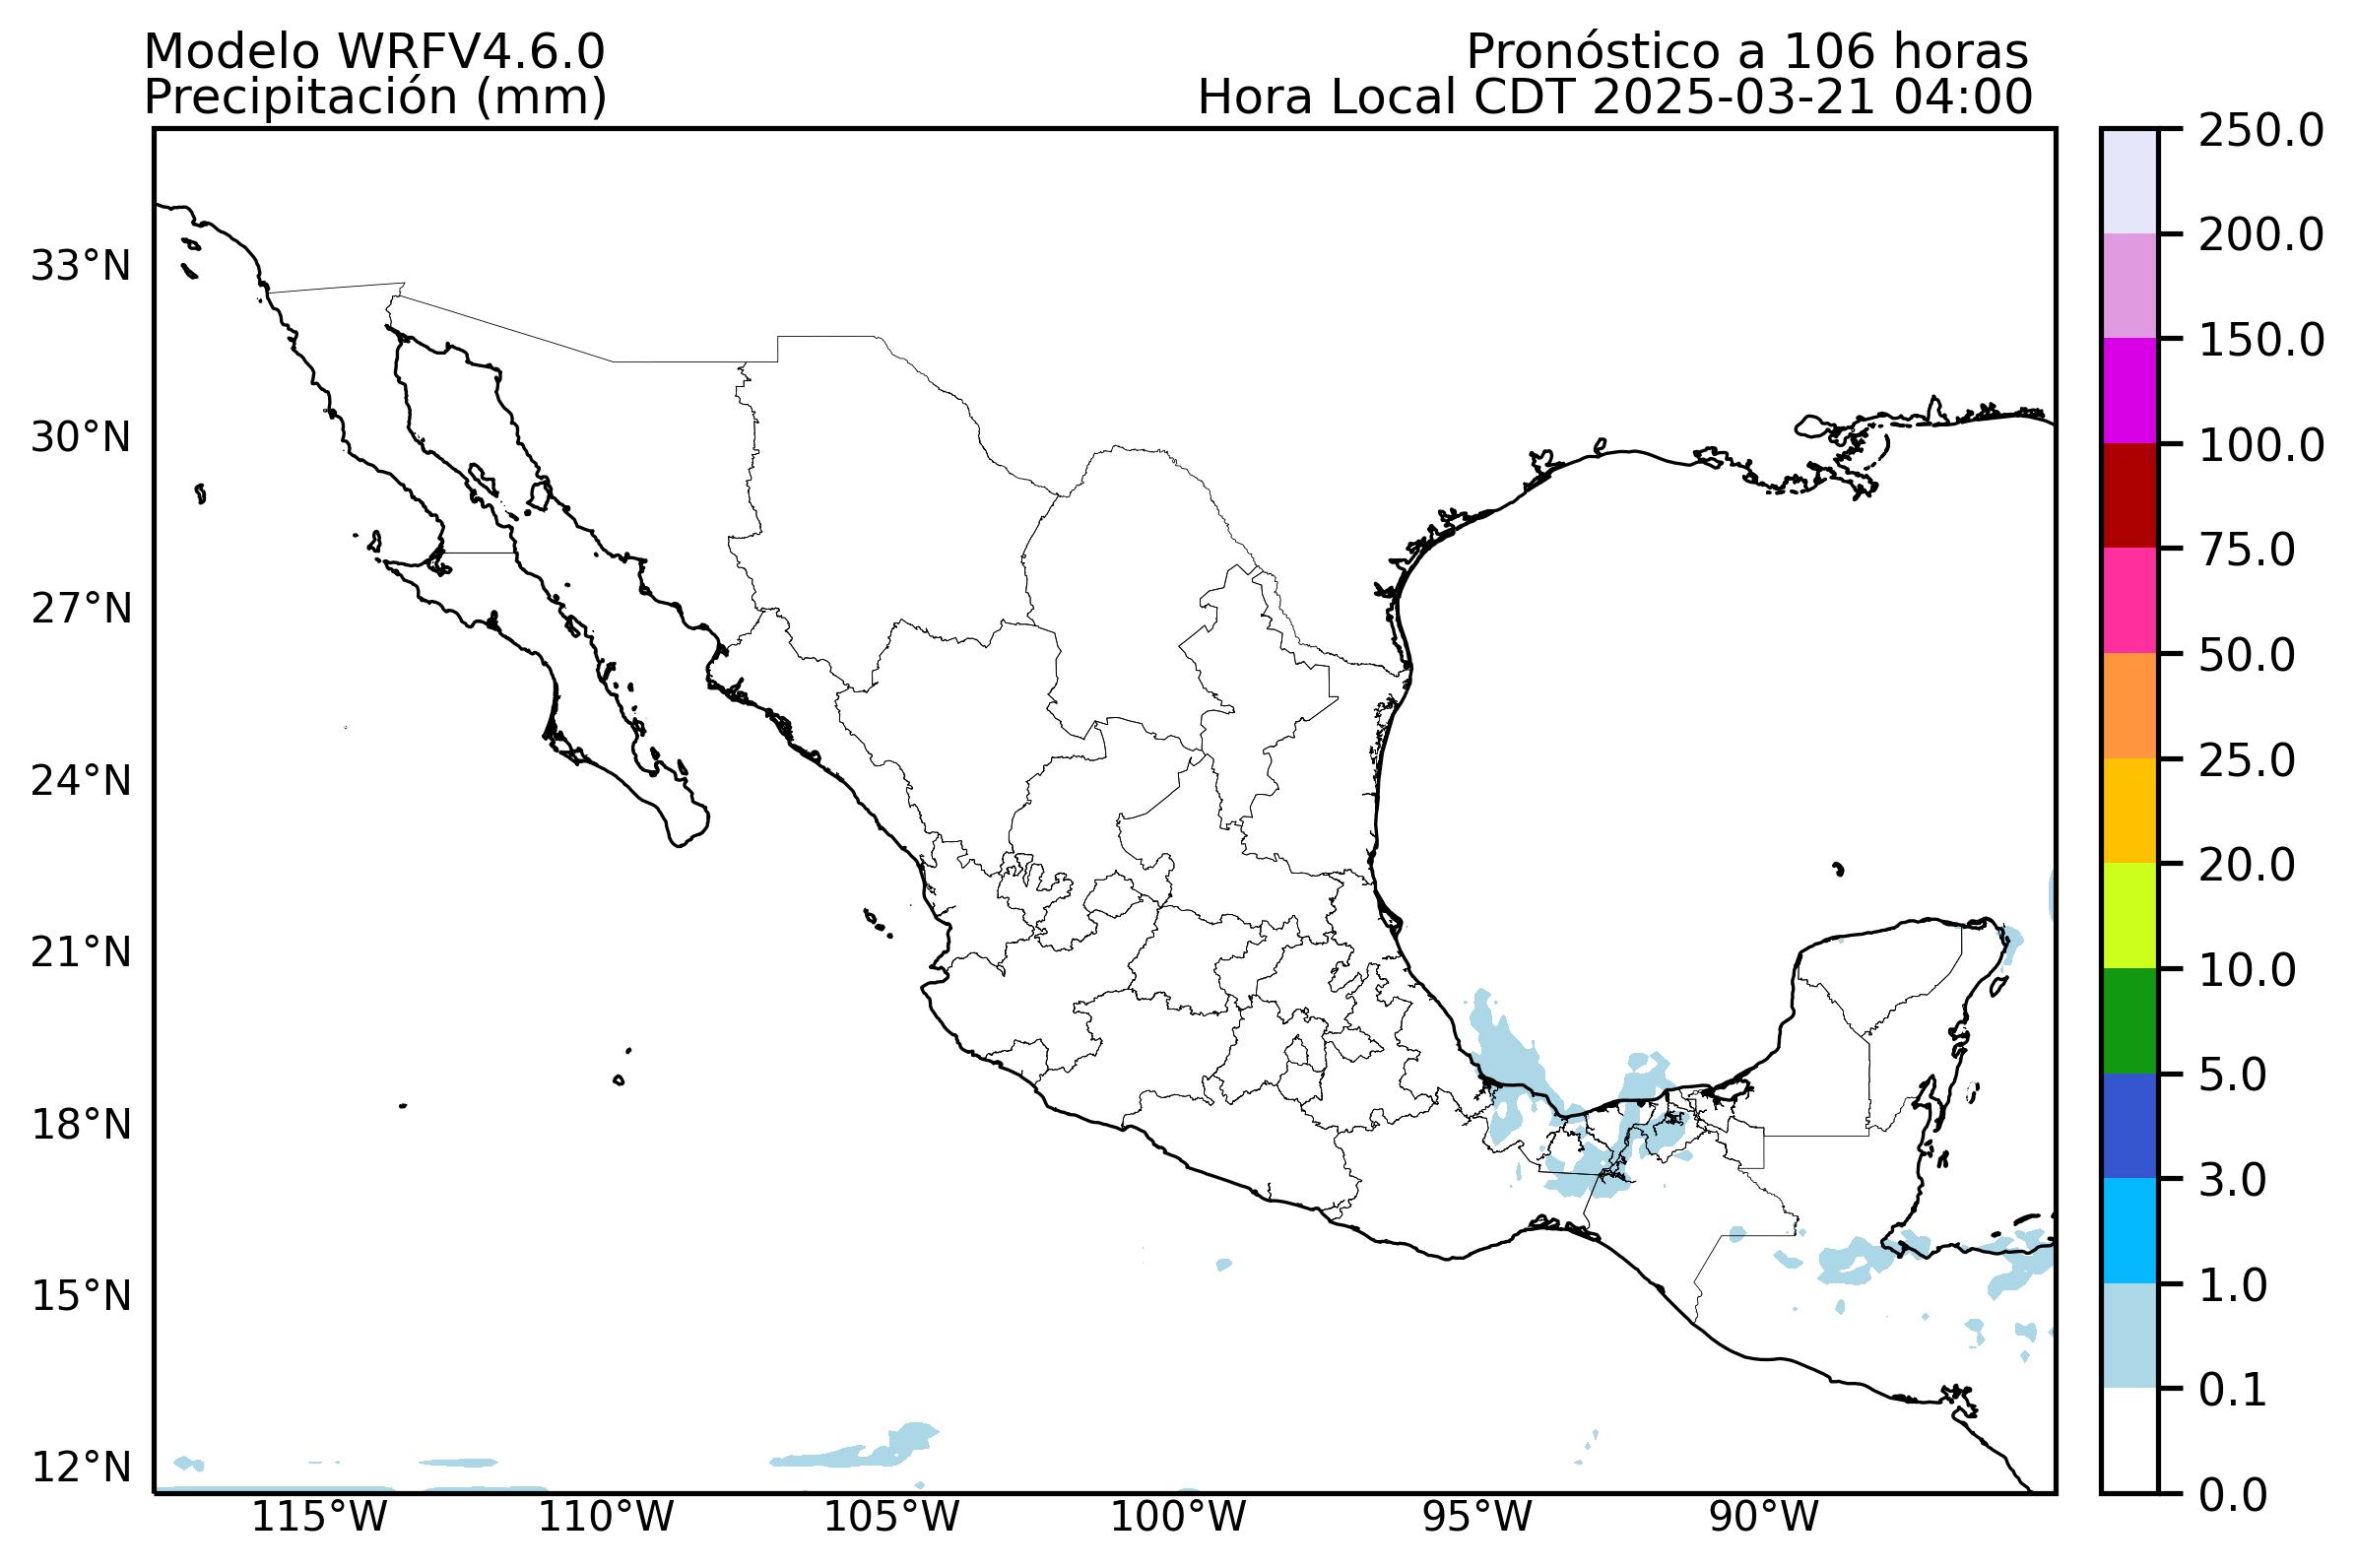 Modelo WRFV4.6.0
Precipitación (mm)
Pronóstico a 106 horas
Hora Local CDT 2025-03-21 04:00
33°N
30°N
27°N
24°N
21°N
18°N
15°N
12°N
115°W
110°W
105°W
100°W
95°W
90°W
250.0
200.0
150.0
100.0
75.0
50.0
25.0
20.0
10.0
5.0
3.0
1.0
0.1
0.0